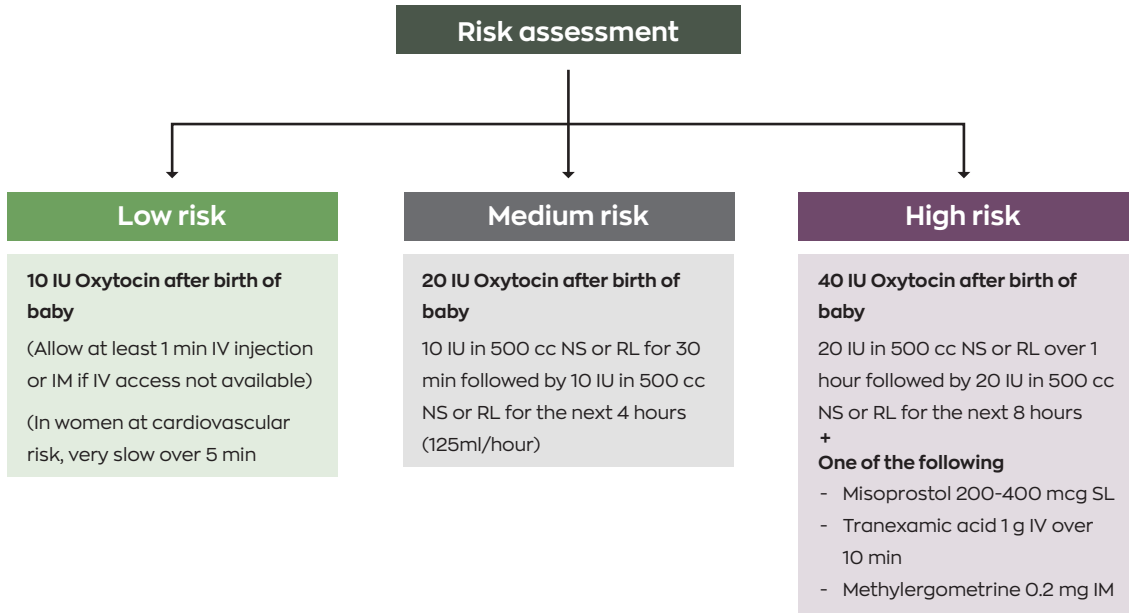 Risk assessment
Low risk
10 IU Oxytocin after birth of
baby
(Allow at least 1 min IV injection
or IM if IV access not available)
(In women at cardiovascular
risk, very slow over 5 min
Medium risk
20 IU Oxytocin after birth of
baby
10 IU in 500 cc NS or RL for 30
min followed by 10 IU in 500 cc
NS or RL for the next 4 hours
(125ml/hour)
High risk
40 IU Oxytocin after birth of
baby
20 IU in 500 cc NS or RL over 1
hour followed by 20 IU in 500 cc
NS or RL for the next 8 hours
+
One of the following
- Misoprostol 200-400 mcg SL
- Tranexamic acid 1 g IV over
10 min
- Methylergometrine 0.2 mg IM